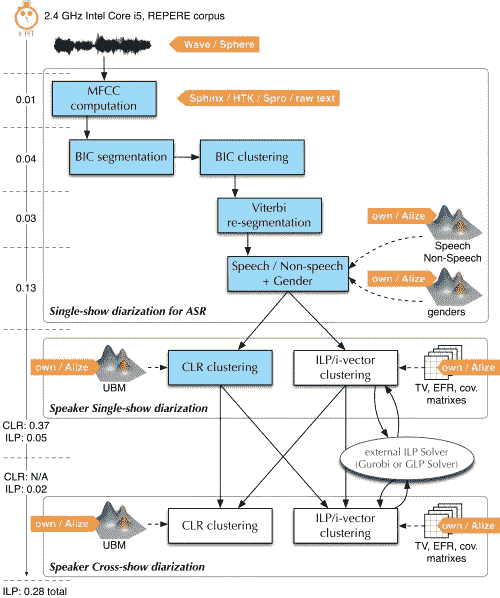 2.4 GHz Intel Core i5, REPERE corpus
x RT
Wave / Sphere
0.01
MFCC
computation
Sphinx / HTK / Spro / raw text
0.04
BIC segmentation
BIC clustering
0.03
Viterbi
re-segmentation
own / Alize
Speech
Non-Speech
0.13
Speech / Non-speech
+ Gender
own / Alize
genders
Single-show diarization for ASR
own / Alize
UBM
CLR clustering
ILP/i-vector
clustering
own / Alize
TV, EFR, cov.
matrixes
Speaker Single-show diarization
CLR: 0.37
ILP: 0.05
external ILP Solver
(Gurobi or GLP Solver)
CLR: N/A
ILP: 0.02
own / Alize
UBM
CLR clustering
ILP/i-vector
clustering
own / Alize
TV, EFR, cov.
matrixes
Speaker Cross-show diarization
ILP: 0.28 total